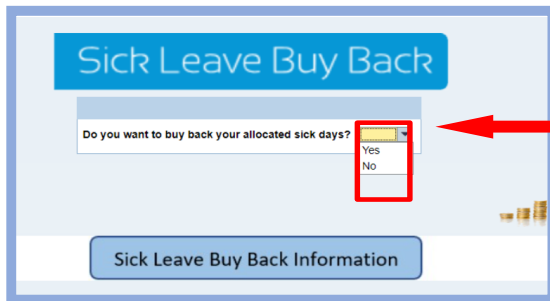 Sick Leave Buy Back
Do you want to buy back your allocated sick days?
Yes
No
Sick Leave Buy Back Information